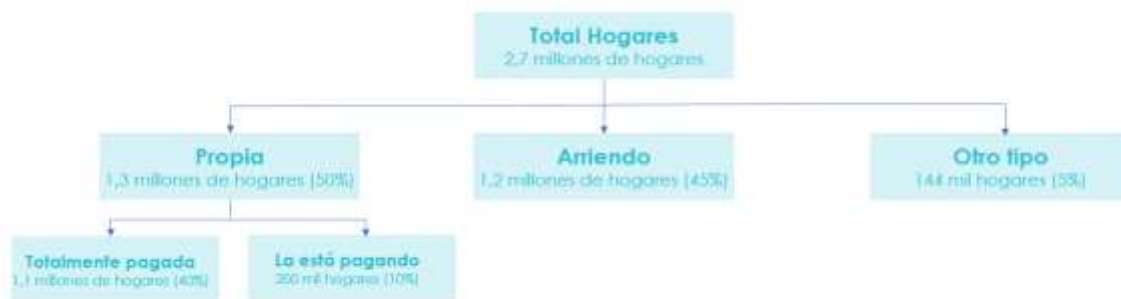 Total Hogares
2,7 millones de hogares
Propia
1,3 millones de hogares (50%)
Arriendo
1,2 millones de hogares (45%)
Otro tipo
144 mil hogares (5%)
Totalmente pagada
1,1 millones de hogares (40%)
La está pagando
200 mil hogares (10%)